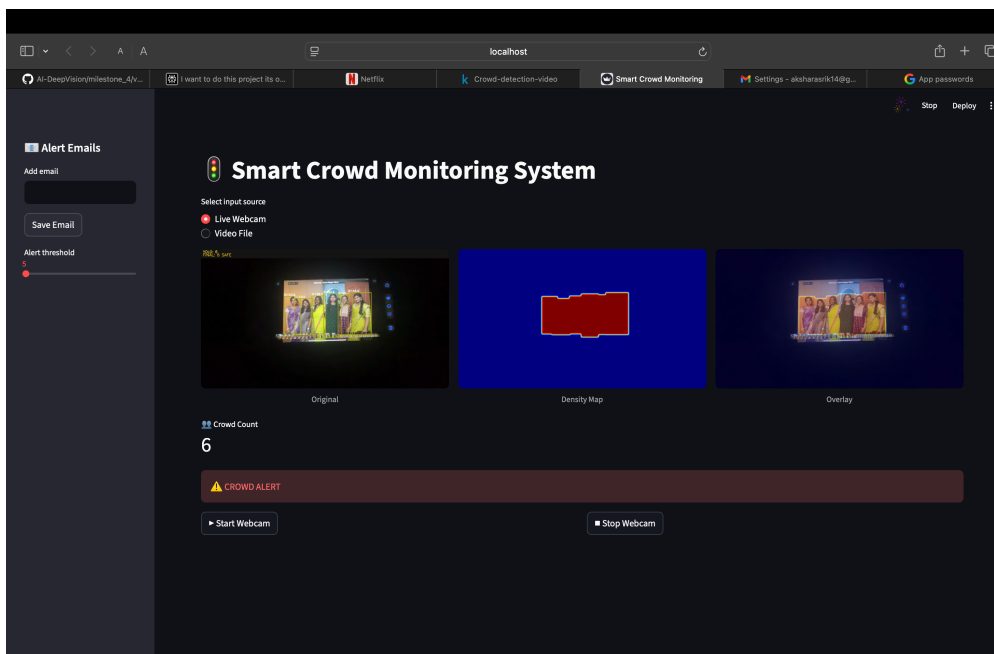 A A localhost
AI-DeepVision/milestone_4/v... I want to do this project its o... Netflix Crowd-detection-video Smart Crowd Monitoring Settings - aksharasrik14@g... App passwords
Stop Deploy
Alert Emails
Add email
Save Email
Alert threshold
5
Smart Crowd Monitoring System
Select input source
Live Webcam
Video File
SAFE
Original Density Map Overlay
Crowd Count
6
CROWD ALERT
Start Webcam Stop Webcam